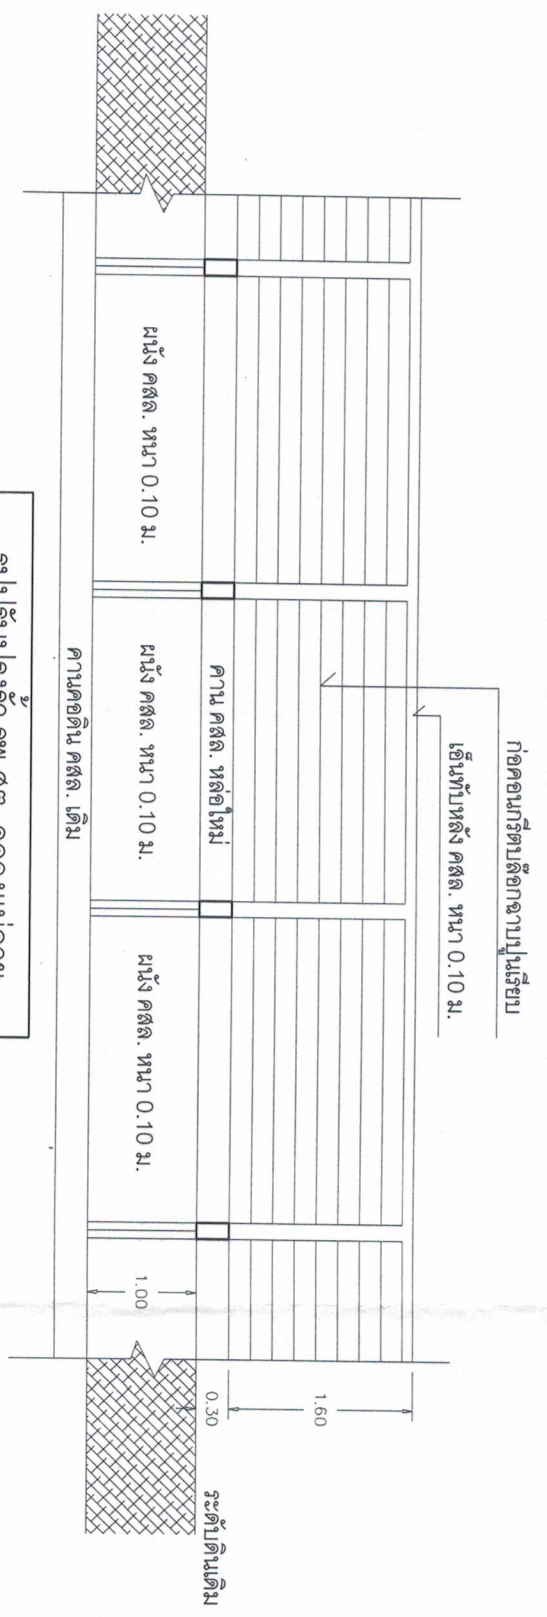 ก่อคอนกรีตบล๊อกฉาบปูนเรียบ
เอ็นทับหลัง คสล. หนา 0.10 ม.
1.60
0.30
ระดับดินเดิม
คาน คสล. หล่อใหม่
ผนัง คสล. หนา 0.10 ม.
ผนัง คสล. หนา 0.10 ม.
ผนัง คสล. หนา 0.10 ม.
1.00
คานคอดิน คสล. เดิม